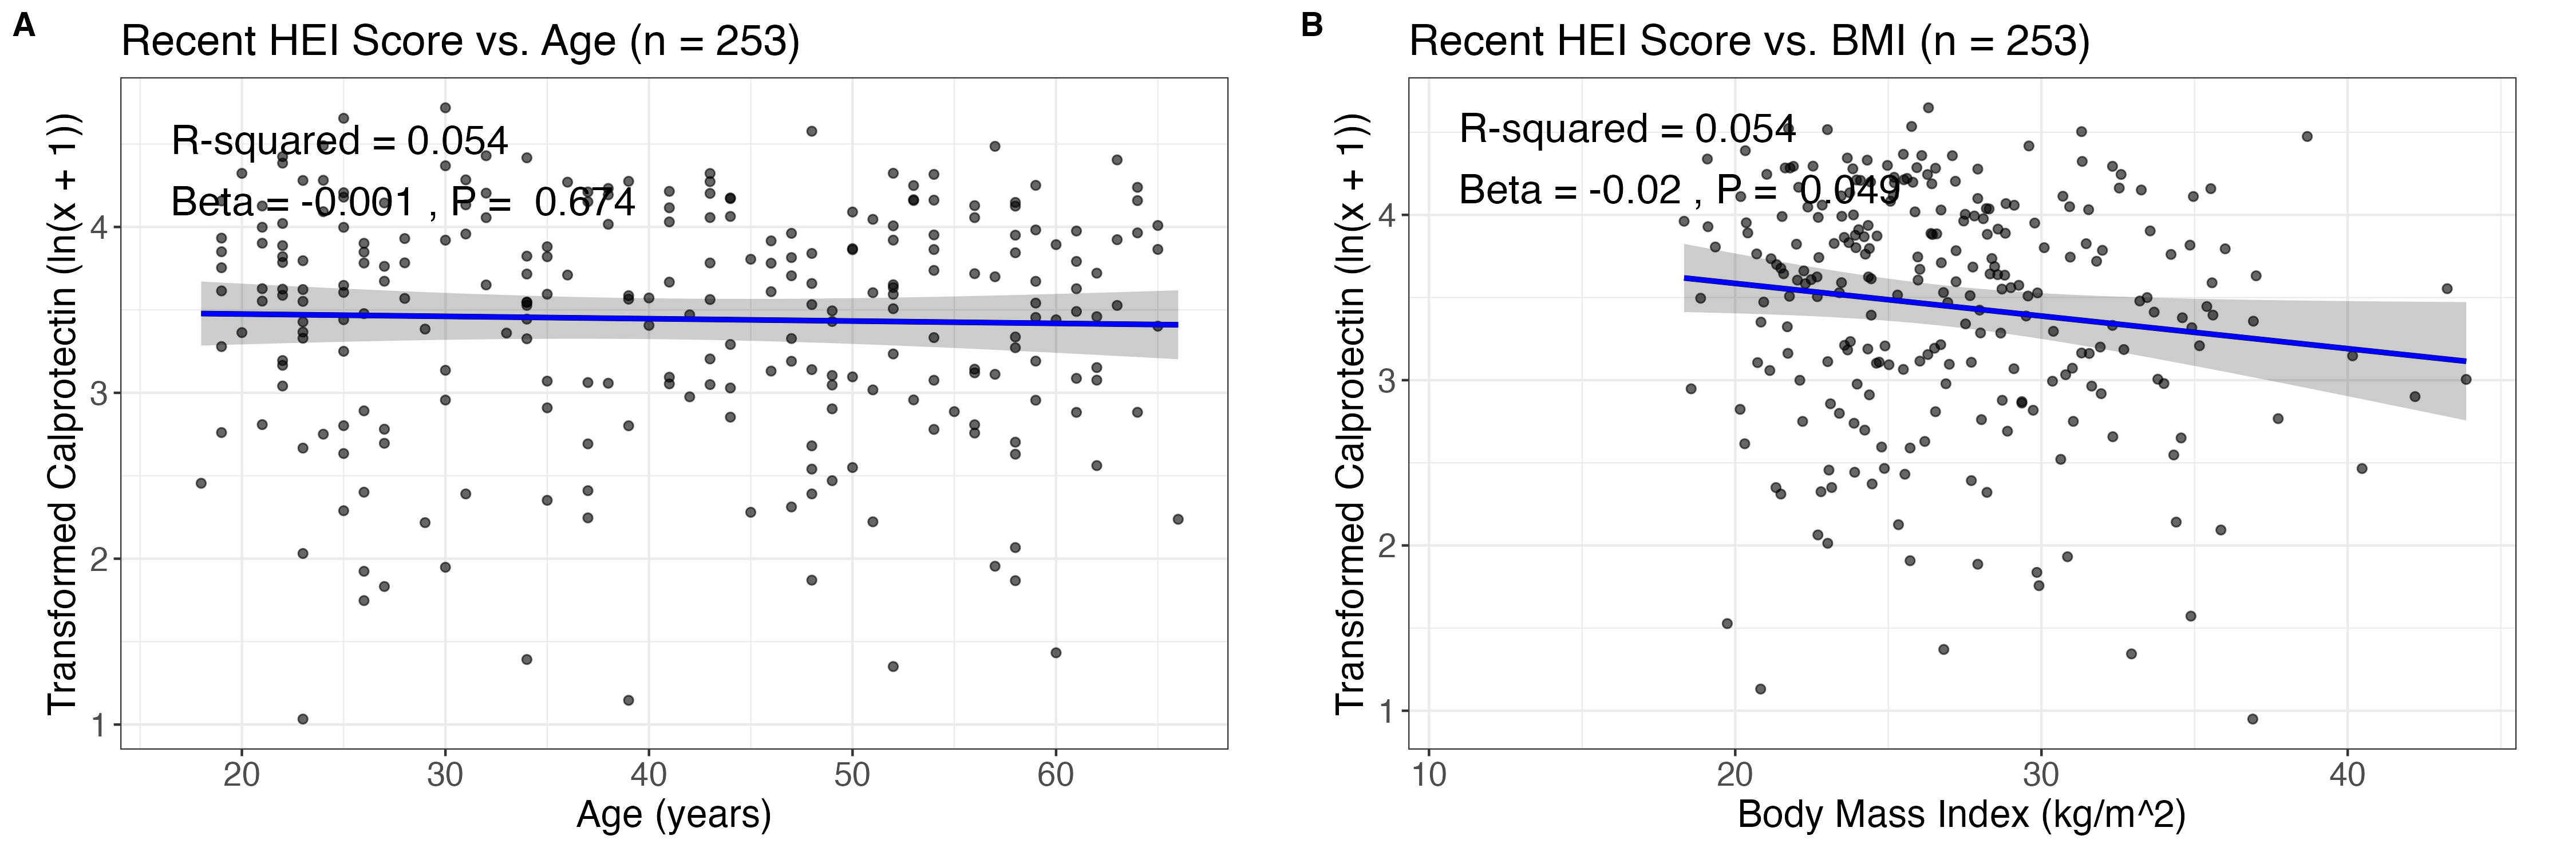 A
Recent HEI Score vs. Age (n = 253)
R-squared = 0.054
Beta = -0.001 , P =  0.674
Transformed Calprotectin (ln(x + 1))
4
3
2
1
20 30 40 50 60
Age (years)
B
Recent HEI Score vs. BMI (n = 253)
R-squared = 0.054
Beta = -0.02 , P =  0.049
Transformed Calprotectin (ln(x + 1))
4
3
2
1
10 20 30 40
Body Mass Index (kg/m^2)